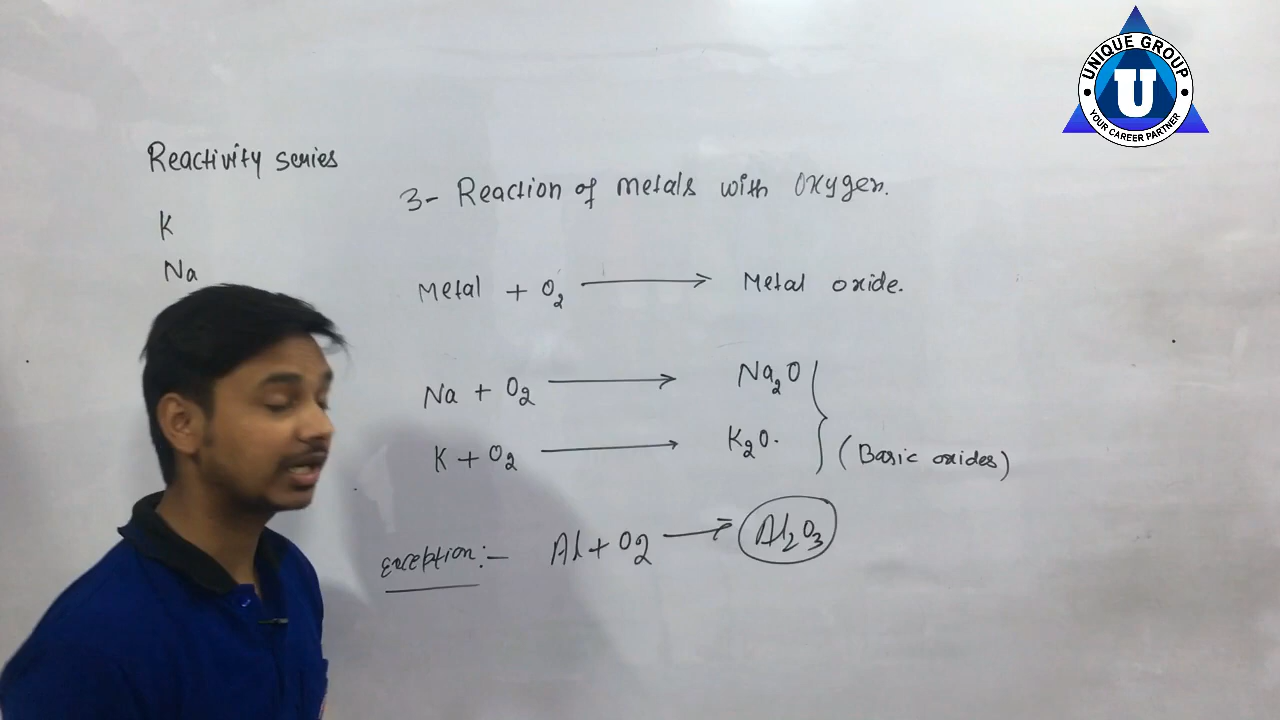 UNIQUE GROUP
U
YOUR CAREER PARTNER
Reactivity series
K
Na
3- Reaction of metals with oxygen.
Metal + O₂ ⟶ Metal oxide.
Na + O₂ ⟶ Na₂O
K + O₂ ⟶ K₂O.
} (Basic oxides)
exception:- Al + O₂ ⟶ Al₂O₃